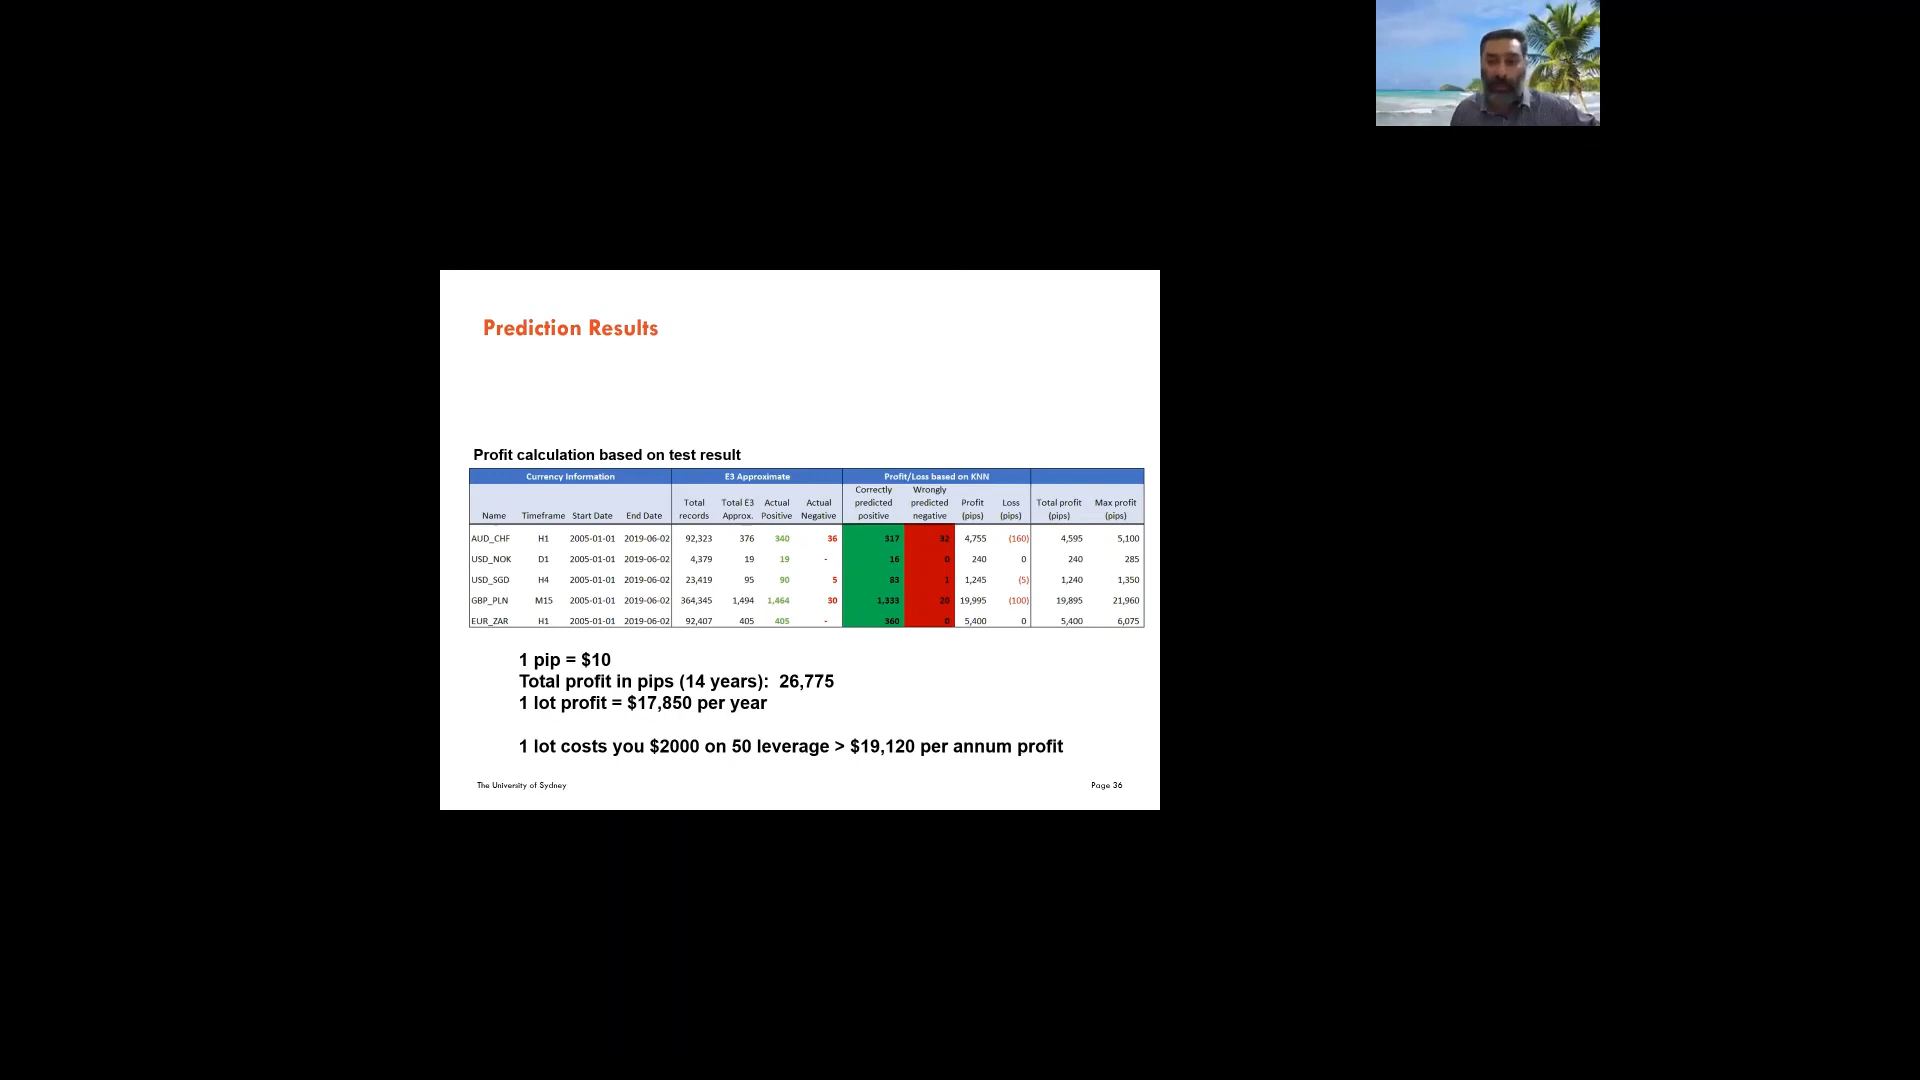 Prediction Results
Profit calculation based on test result
Currency Information E3 Approximate Profit/Loss based on KNN
Name Timeframe Start Date End Date Total records Total E3 Approx. Actual Positive Actual Negative Correctly predicted positive Wrongly predicted negative Profit (pips) Loss (pips) Total profit (pips) Max profit (pips)
AUD_CHF H1 2005-01-01 2019-06-02 92,323 376 340 36 317 32 4,755 (160) 4,595 5,100
USD_NOK D1 2005-01-01 2019-06-02 4,379 19 19 - 16 0 240 0 240 285
USD_SGD H4 2005-01-01 2019-06-02 23,419 95 90 5 83 1 1,245 (5) 1,240 1,350
GBP_PLN M15 2005-01-01 2019-06-02 364,345 1,494 1,464 30 1,333 20 19,995 (100) 19,895 21,960
EUR_ZAR H1 2005-01-01 2019-06-02 92,407 405 405 - 360 0 5,400 0 5,400 6,075
1 pip = $10
Total profit in pips (14 years): 26,775
1 lot profit = $17,850 per year
1 lot costs you $2000 on 50 leverage > $19,120 per annum profit
The University of Sydney Page 36